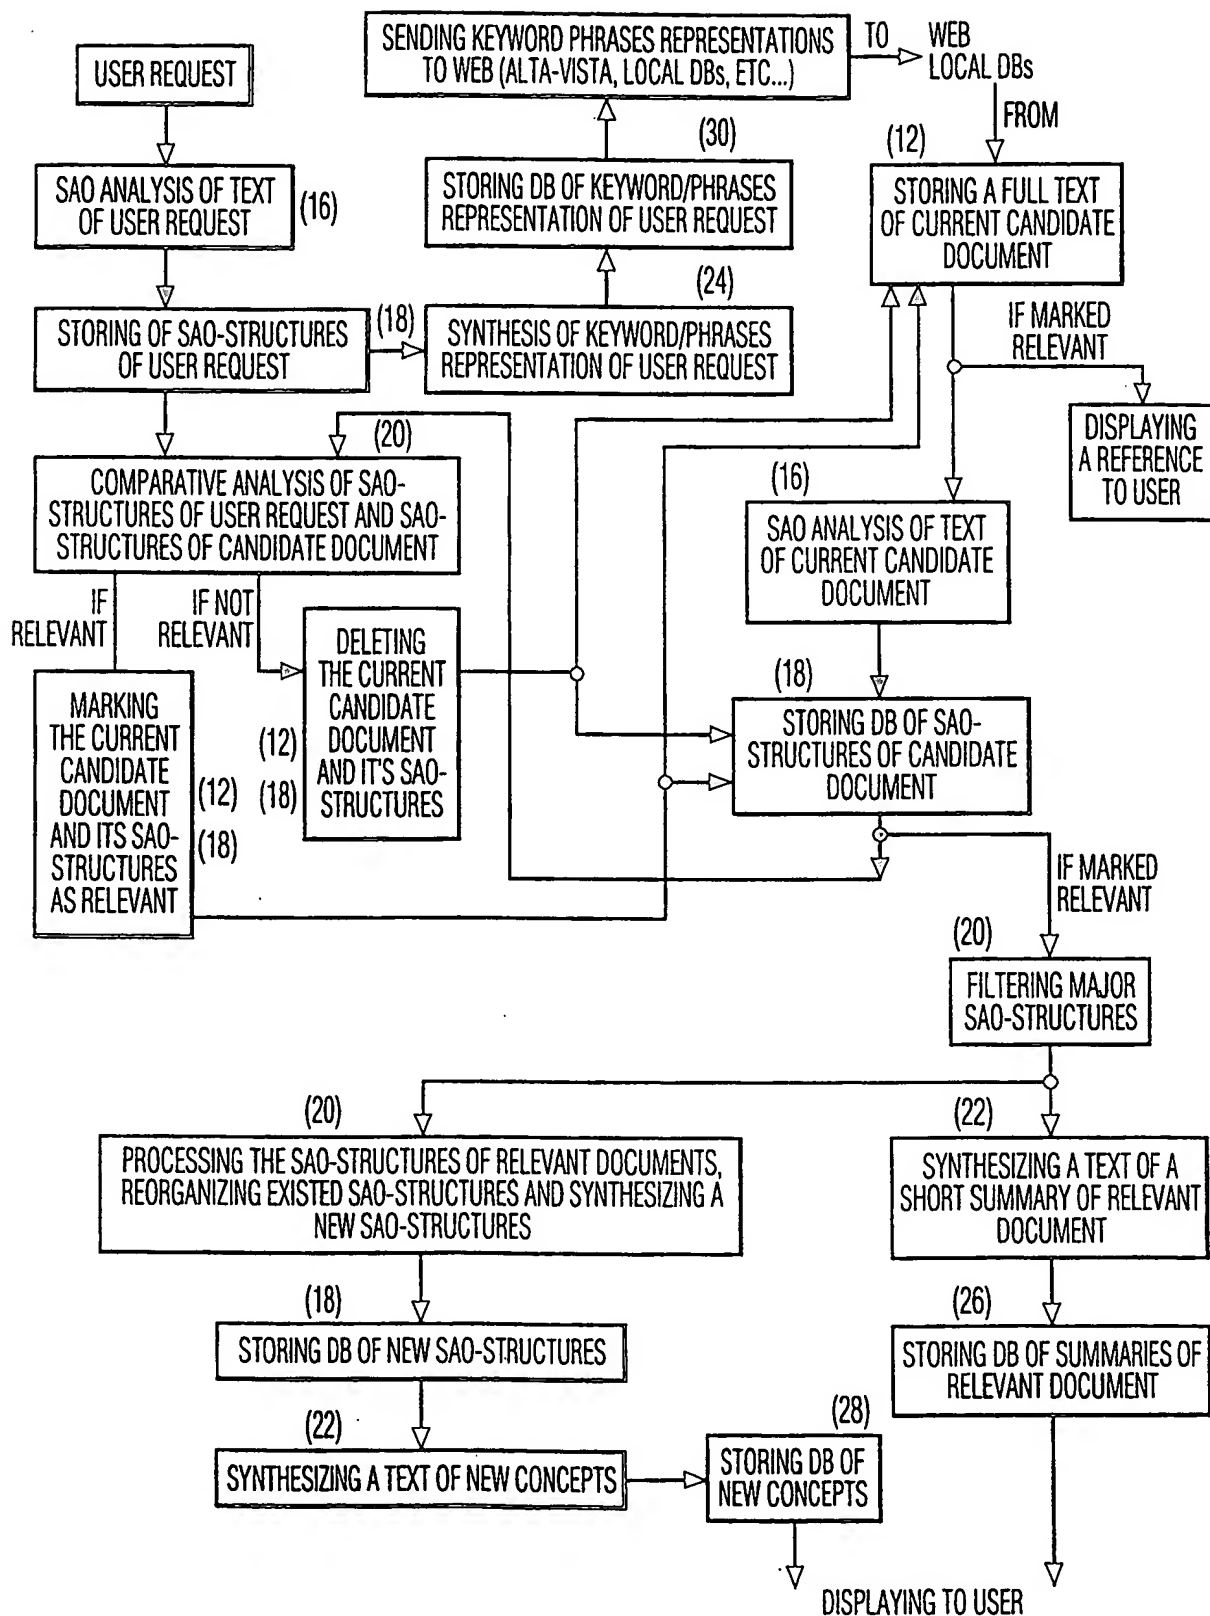 USER REQUEST
SAO ANALYSIS OF TEXT
OF USER REQUEST
(16)
STORING OF SAO-STRUCTURES
OF USER REQUEST
(18)
SENDING KEYWORD PHRASES REPRESENTATIONS
TO WEB (ALTA-VISTA, LOCAL DBs, ETC...)
TO
WEB
LOCAL DBs
FROM
(30)
STORING DB OF KEYWORD/PHRASES
REPRESENTATION OF USER REQUEST
(24)
SYNTHESIS OF KEYWORD/PHRASES
REPRESENTATION OF USER REQUEST
(12)
STORING A FULL TEXT
OF CURRENT CANDIDATE
DOCUMENT
IF MARKED
RELEVANT
DISPLAYING
A REFERENCE
TO USER
(20)
COMPARATIVE ANALYSIS OF SAO-
STRUCTURES OF USER REQUEST AND SAO-
STRUCTURES OF CANDIDATE DOCUMENT
IF
RELEVANT
IF NOT
RELEVANT
MARKING
THE CURRENT
CANDIDATE
DOCUMENT
AND ITS SAO-
STRUCTURES
AS RELEVANT
(12)
(18)
DELETING
THE CURRENT
CANDIDATE
DOCUMENT
AND IT'S SAO-
STRUCTURES
(12)
(18)
(16)
SAO ANALYSIS OF TEXT
OF CURRENT CANDIDATE
DOCUMENT
(18)
STORING DB OF SAO-
STRUCTURES OF CANDIDATE
DOCUMENT
IF MARKED
RELEVANT
(20)
FILTERING MAJOR
SAO-STRUCTURES
(20)
PROCESSING THE SAO-STRUCTURES OF RELEVANT DOCUMENTS,
REORGANIZING EXISTED SAO-STRUCTURES AND SYNTHESIZING A
NEW SAO-STRUCTURES
(22)
SYNTHESIZING A TEXT OF A
SHORT SUMMARY OF RELEVANT
DOCUMENT
(18)
STORING DB OF NEW SAO-STRUCTURES
(26)
STORING DB OF SUMMARIES OF
RELEVANT DOCUMENT
(22)
SYNTHESIZING A TEXT OF NEW CONCEPTS
(28)
STORING DB OF
NEW CONCEPTS
DISPLAYING TO USER